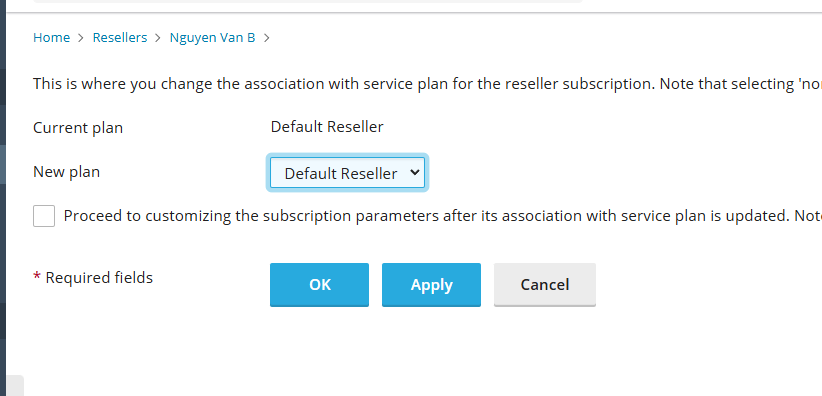 Home > Resellers > Nguyen Van B >
This is where you change the association with service plan for the reseller subscription. Note that selecting
Current plan Default Reseller
New plan Default Reseller
Proceed to customizing the subscription parameters after its association with service plan is updated.
* Required fields OK Apply Cancel